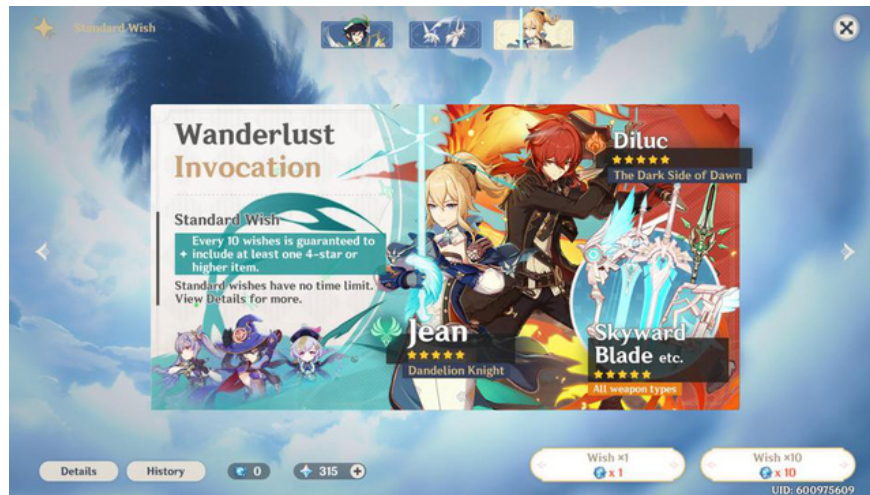 Standard Wish
Wanderlust
Invocation
Standard Wish
Every 10 wishes is guaranteed to
include at least one 4-star or
higher item.
Standard wishes have no time limit.
View Details for more.
Diluc
The Dark Side of Dawn
Jean
Dandelion Knight
Skyward
Blade etc.
All weapon types
Details
History
0
315
Wish ×1
x 1
Wish ×10
x 10
UID: 600975609